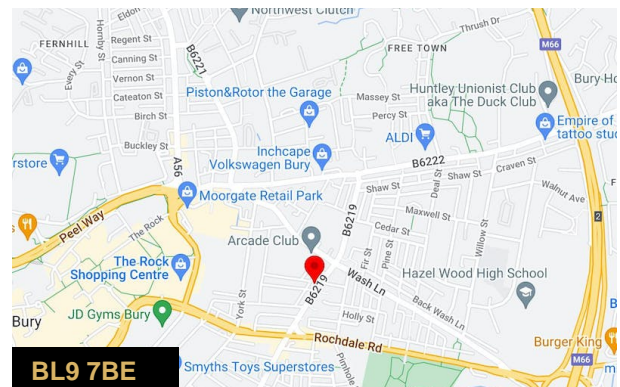 Eldon
Northwest Clutch
Thrush Dr
M66
FERNHILL
Hornby St
Regent St
B6221
FREE TOWN
Every St
Canning St
Vernon St
Piston&Rotor the Garage
Massey St
Huntley Unionist Club
aka The Duck Club
Bury-Ho
Cateaton St
Birch St
Percy St
Empire of
tattoo stud
ALDI
Buckley St
Inchcape
Volkswagen Bury
rstore
A56
B6222
Craven St
Shaw St
Shaw St
Deal St
Walnut Ave
F
Moorgate Retail Park
B6219
Maxwell St
2
Peel Way
The Rock
s
Arcade Club
Cedar St
Fir St
Pine St
Willow St
The Rock
Shopping Centre
Wash Ln
Hazel Wood High School
B6219
York St
Back Wash Ln
Bury
JD Gyms Bury
Holly St
B
Rochdale Rd
Burger King
M66
m
BL9 7BE
Smyths Toys Superstores
Pimhole